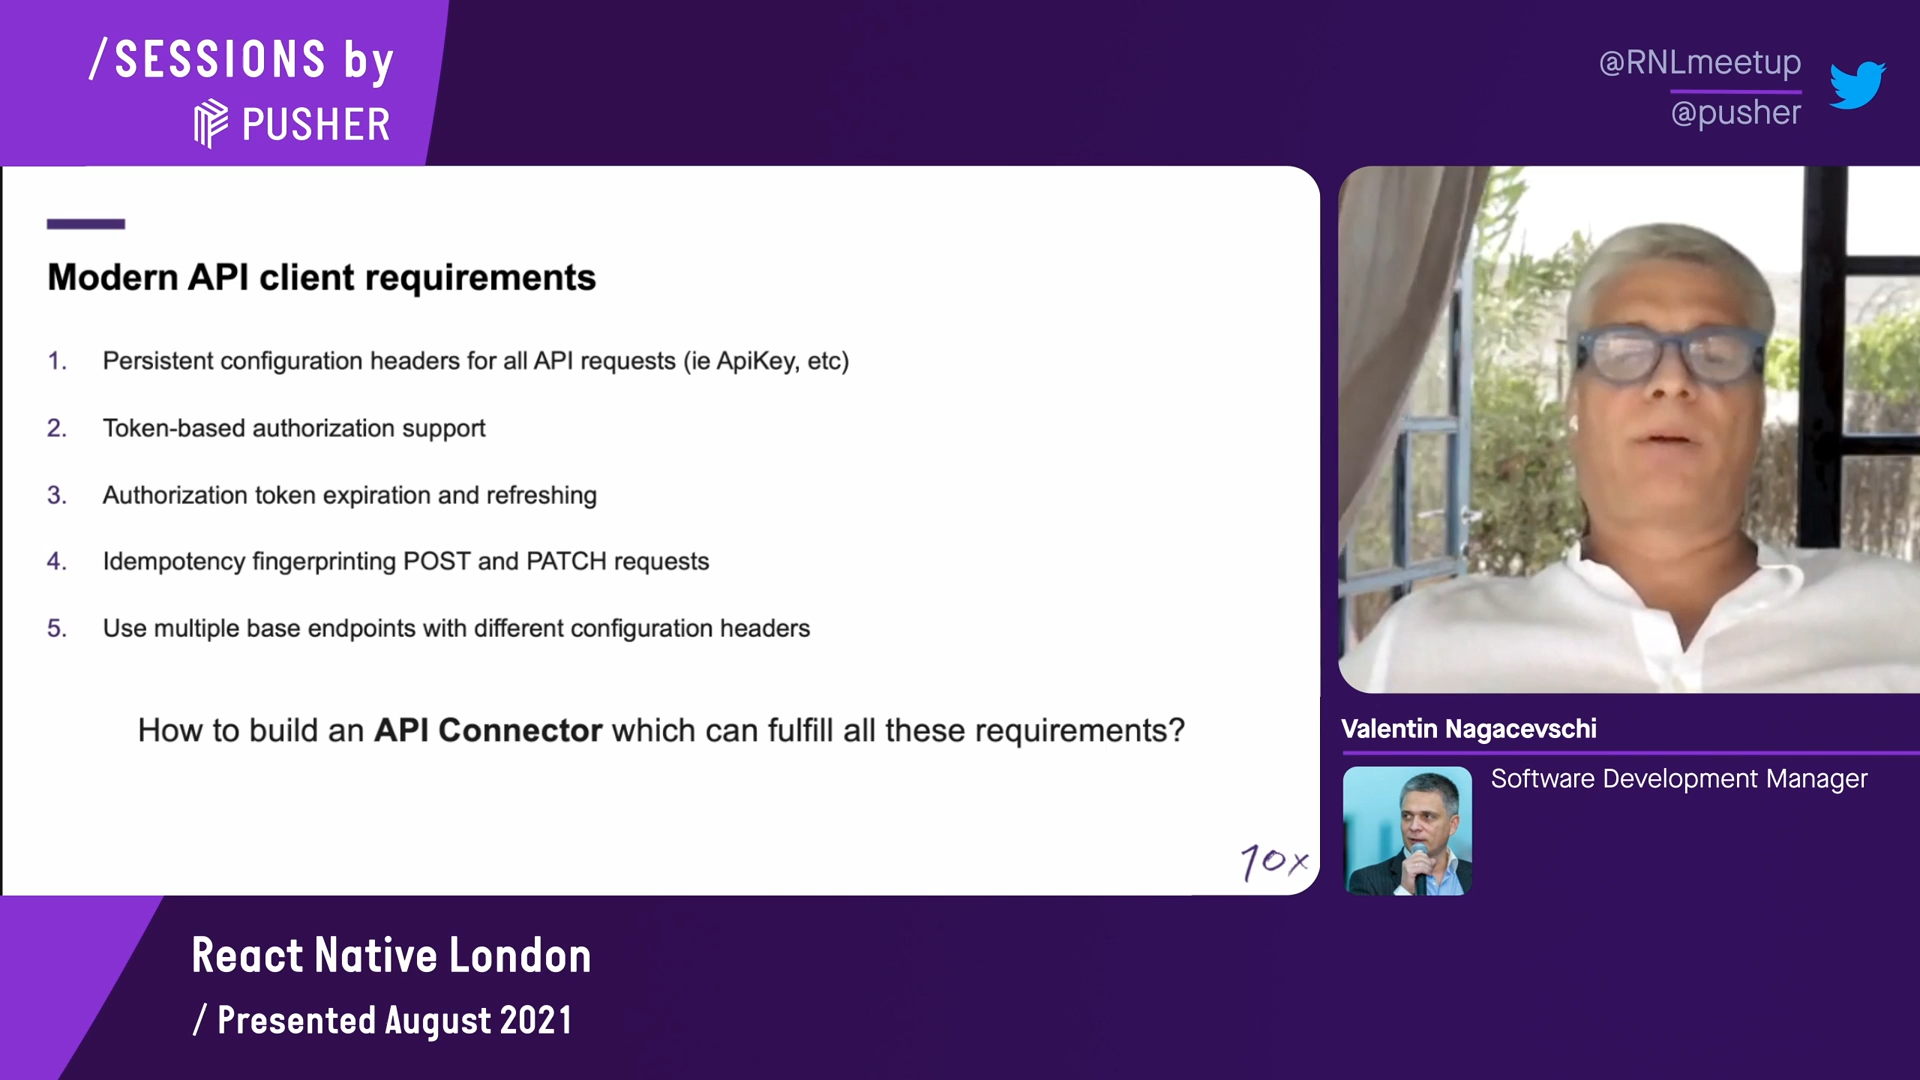 /SESSIONS by
PUSHER
@RNLmeetup
@pusher
Modern API client requirements
1. Persistent configuration headers for all API requests (ie ApiKey, etc)
2. Token-based authorization support
3. Authorization token expiration and refreshing
4. Idempotency fingerprinting POST and PATCH requests
5. Use multiple base endpoints with different configuration headers
How to build an API Connector which can fulfill all these requirements?
10x
Valentin Nagacevschi
Software Development Manager
React Native London
/ Presented August 2021